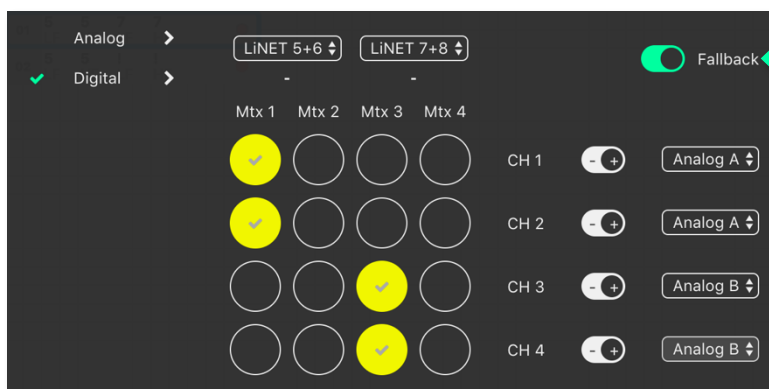 Analog
LiNET 5+6 LiNET 7+8
Fallback
Digital
- -
Mtx 1 Mtx 2 Mtx 3 Mtx 4
CH 1 - + Analog A
CH 2 - + Analog A
CH 3 - + Analog B
CH 4 - + Analog B